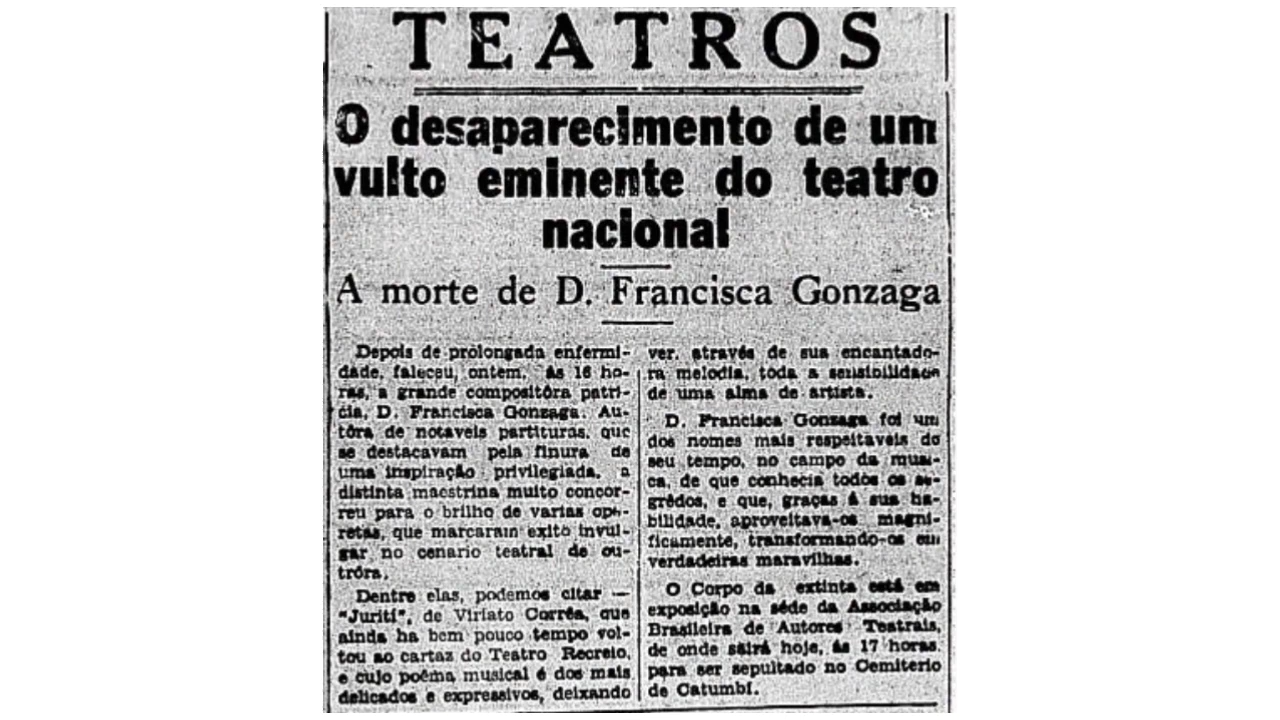 TEATROS
O desaparecimento de um
vulto eminente do teatro
nacional
A morte de D. Francisca Gonzaga
Depois de prolongada enfermi-
dade, faleceu, ontem, ás 16 ho-
ras, a grande compositôra patri-
cia, D. Francisca Gonzaga. Au-
tôra de notaveis partituras, que
se destacavam pela finura de
uma inspiração privilegiada, a
distinta maestrina muito concor-
reu para o brilho de varias ope-
retas, que marcaram exito invul-
gar no cenario teatral de ou-
tróra.
Dentre elas, podemos citar —
"Juriti", de Viriato Corrêa, que
ainda ha bem pouco tempo vol-
tou ao cartaz do Teatro Recreio,
e cujo poêma musical é dos mais
delicados e expressivos, deixando
ver, através de sua encantado-
ra melodia, toda a sensibilidade
de uma alma de artista.
D. Francisca Gonzaga foi um
dos nomes mais respeitaveis do
seu tempo, no campo da musi-
ca, de que conhecia todos os se-
grêdos, e que, graças á sua ha-
bilidade, aproveitava-os magni-
ficamente, transformando-os em
verdadeiras maravilhas.
O Corpo da extinta está em
exposição na séde da Associação
Brasileira de Autores Teatrais,
de onde sairá hoje, ás 17 horas,
para ser sepultado no Cemiterio
de Catumbí.